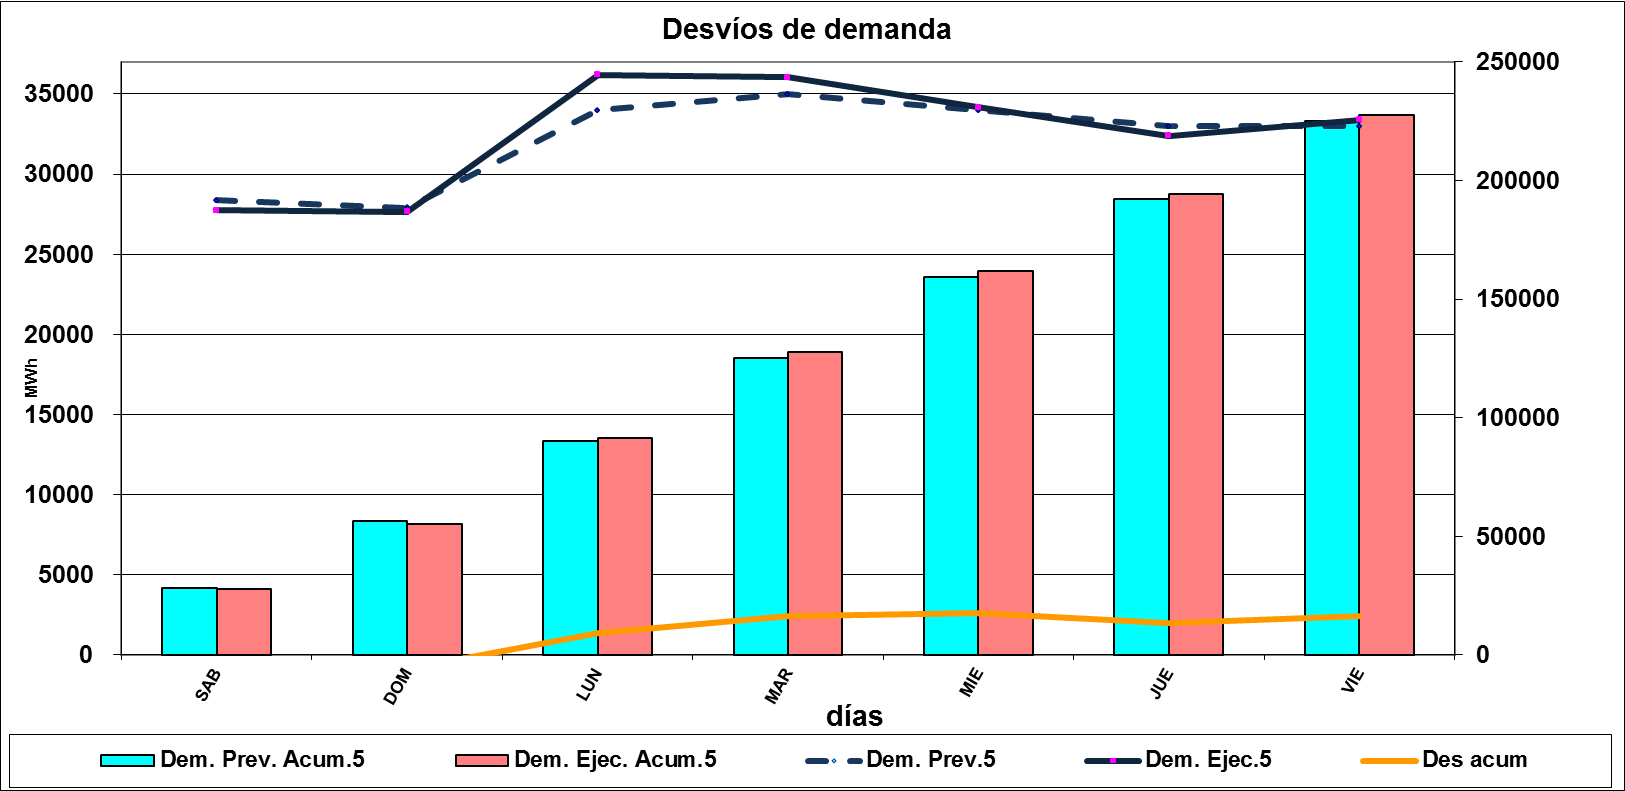 Desvíos de demanda
35000
30000
25000
20000
15000
10000
5000
0
MWh
250000
200000
150000
100000
50000
0
SAB
DOM
LUN
MAR
MIE
JUE
VIE
días
Dem. Prev. Acum.5
Dem. Ejec. Acum.5
Dem. Prev.5
Dem. Ejec.5
Des acum